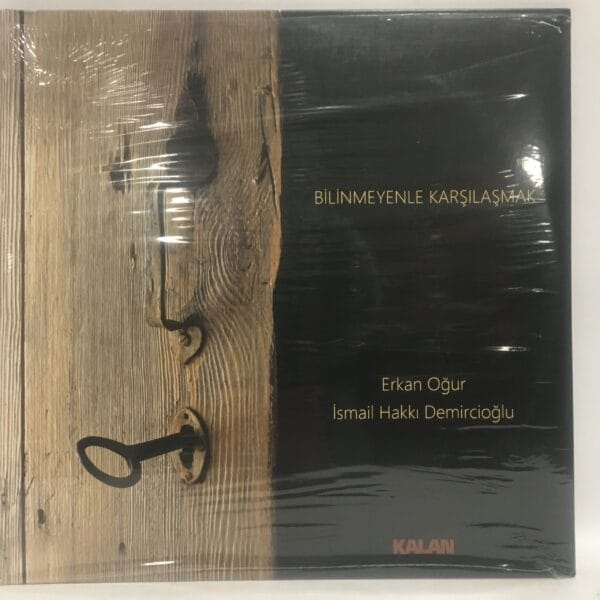 BİLİNMEYENLE KARŞILAŞMAK
Erkan Oğur
İsmail Hakkı Demircioğlu
KALAN